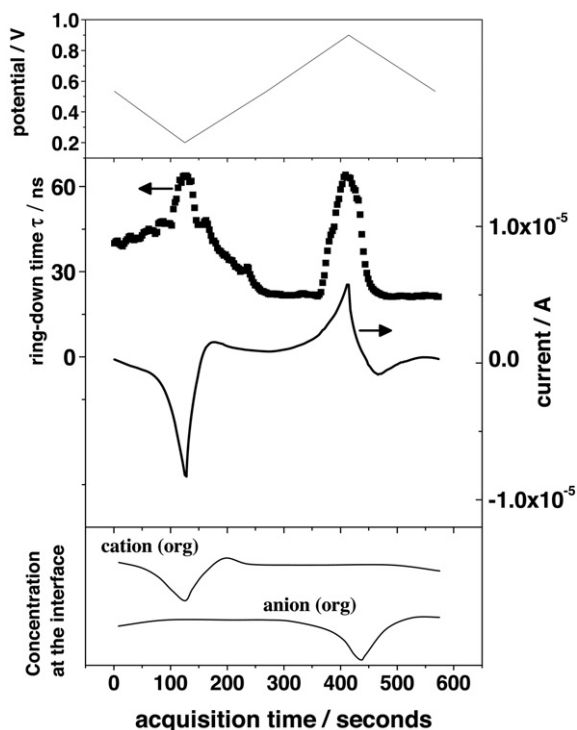 potential / V
1.0
0.8
0.6
0.4
0.2
ring-down time τ / ns
60
30
0
current / A
1.0x10⁻⁵
0.0
-1.0x10⁻⁵
Concentration
at the interface
cation (org)
anion (org)
0 100 200 300 400 500 600
acquisition time / seconds